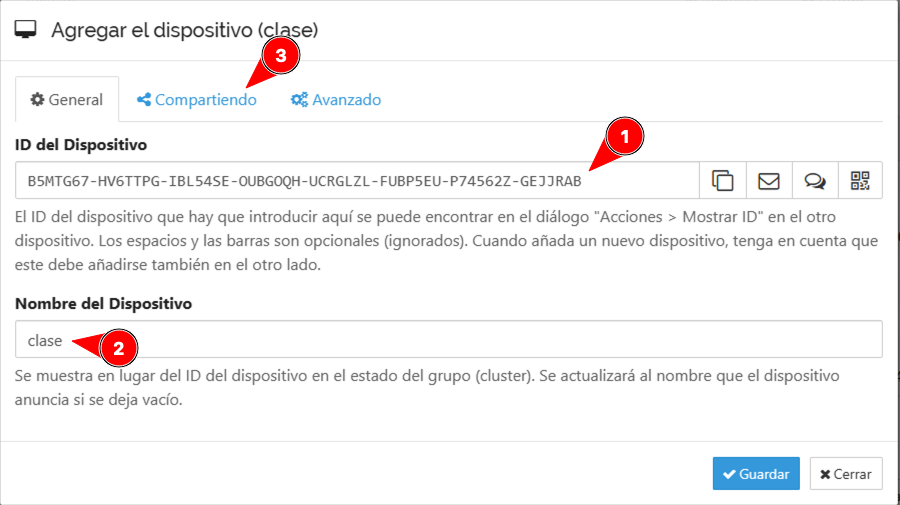 Agregar el dispositivo (clase)
3
General
Compartiendo
Avanzado
ID del Dispositivo
1
B5MTG67-HV6TTPG-IBL54SE-OUBGOQH-UCRGLZL-FUBP5EU-P74562Z-GEJJRAB
El ID del dispositivo que hay que introducir aquí se puede encontrar en el diálogo "Acciones > Mostrar ID" en el otro
dispositivo. Los espacios y las barras son opcionales (ignorados). Cuando añada un nuevo dispositivo, tenga en cuenta que
este debe añadirse también en el otro lado.
Nombre del Dispositivo
clase
2
Se muestra en lugar del ID del dispositivo en el estado del grupo (cluster). Se actualizará al nombre que el dispositivo
anuncia si se deja vacío.
Guardar
Cerrar